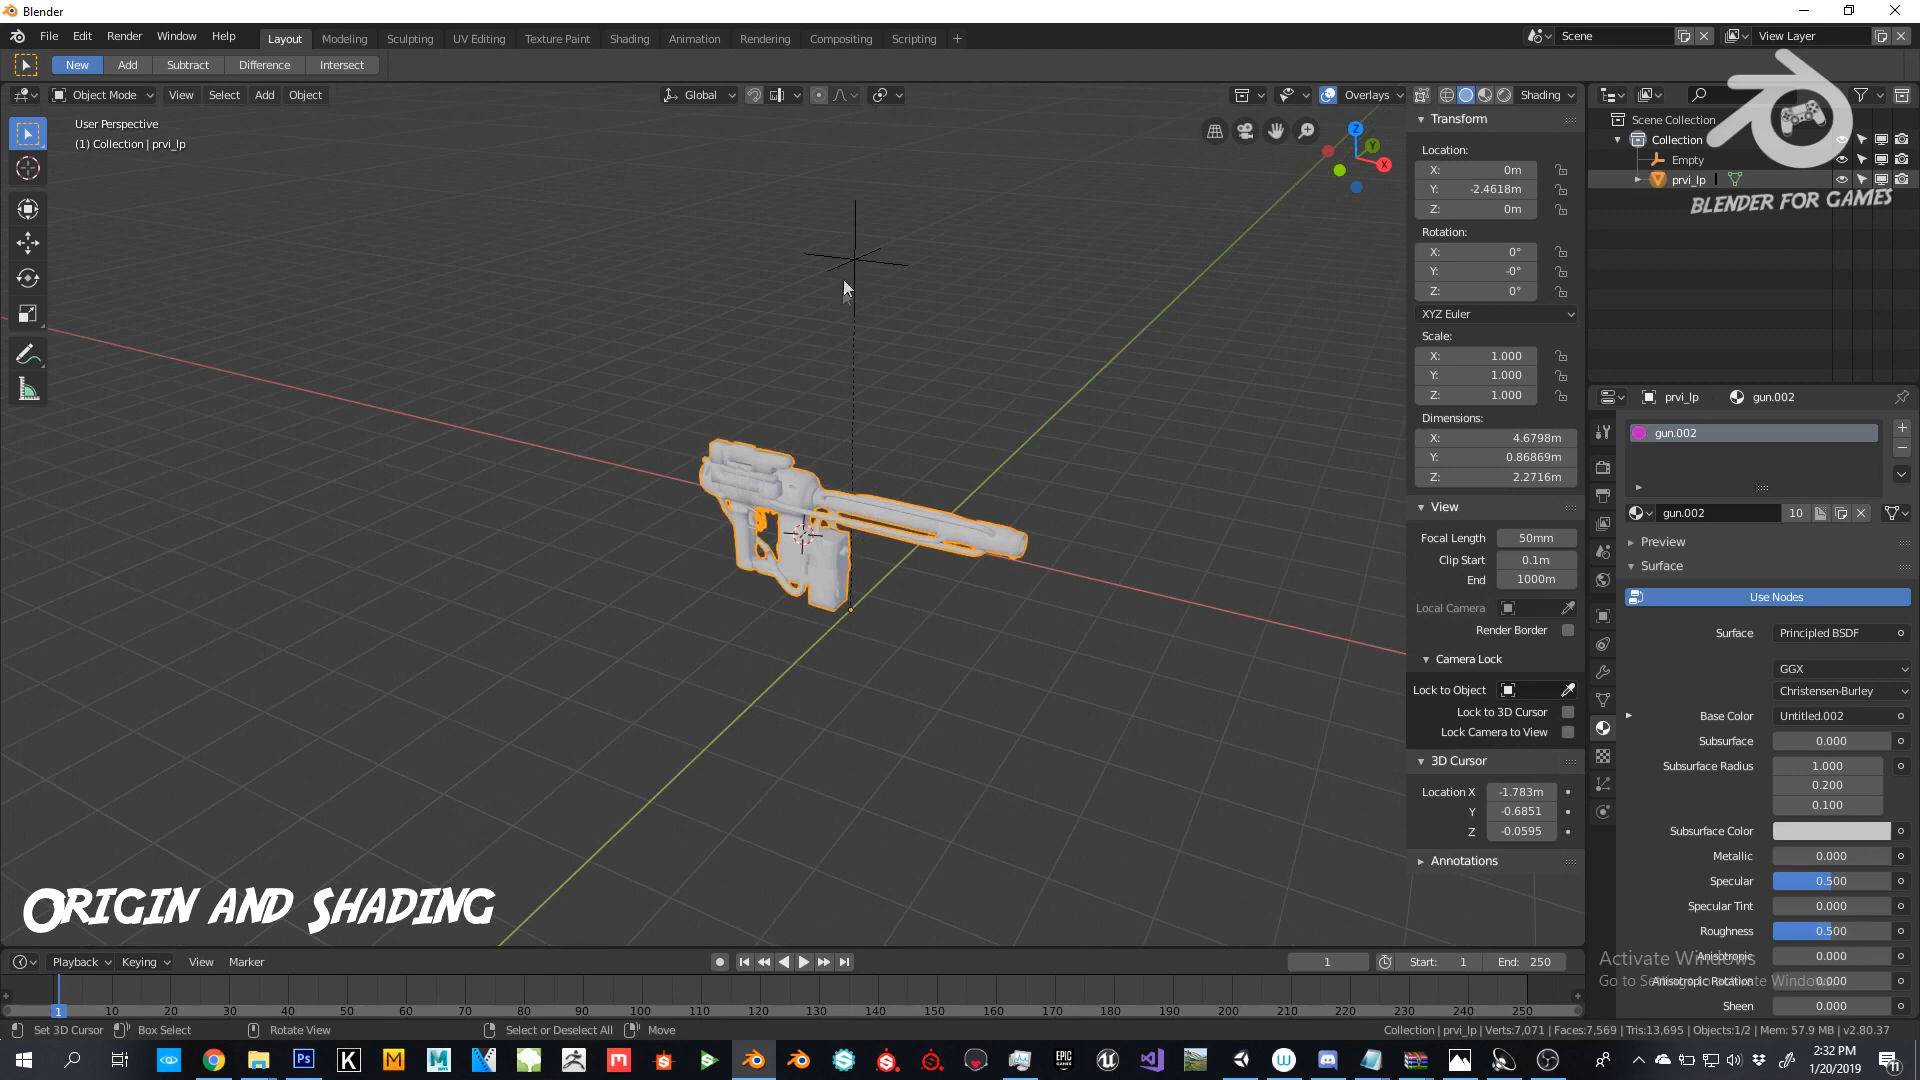 Blender
File Edit Render Window Help
Layout Modeling Sculpting UV Editing Texture Paint Shading Animation Rendering Compositing Scripting
Scene
View Layer
New Add Subtract Difference Intersect
Object Mode View Select Add Object
Global
Overlays
Shading
User Perspective
(1) Collection | prvi_lp
Z
Y
X
Transform
Location:
X: 0m
Y: -2.4618m
Z: 0m
Rotation:
X: 0°
Y: -0°
Z: 0°
XYZ Euler
Scale:
X: 1.000
Y: 1.000
Z: 1.000
Dimensions:
X: 4.6798m
Y: 0.86869m
Z: 2.2716m
View
Focal Length 50mm
Clip Start 0.1m
End 1000m
Local Camera
Render Border
Camera Lock
Lock to Object
Lock to 3D Cursor
Lock Camera to View
3D Cursor
Location X -1.783m
Y -0.6851
Z -0.0595
Annotations
Scene Collection
Collection
Empty
prvi_lp
BLENDER FOR GAMES
prvi_lp gun.002
gun.002
gun.002 10
Preview
Surface
Use Nodes
Surface Principled BSDF
GGX
Christensen-Burley
Base Color Untitled.002
Subsurface 0.000
Subsurface Radius 1.000
0.200
0.100
Subsurface Color
Metallic 0.000
Specular 0.500
Specular Tint 0.000
Roughness 0.500
Anisotropic 0.000
Anisotropic Rotation 0.000
Sheen 0.000
Activate Windows
Go to Settings to activate Windows.
ORIGIN AND SHADING
Playback Keying View Marker
1
Start: 1
End: 250
1 10 20 30 40 50 60 70 80 90 100 110 120 130 140 150 160 170 180 190 200 210 220 230 240 250
Set 3D Cursor Box Select Rotate View Select or Deselect All Move
Collection | prvi_lp | Verts:7,071 | Faces:7,569 | Tris:13,695 | Objects:1/2 | Mem: 57.9 MB | v2.80.37
2:32 PM
1/20/2019